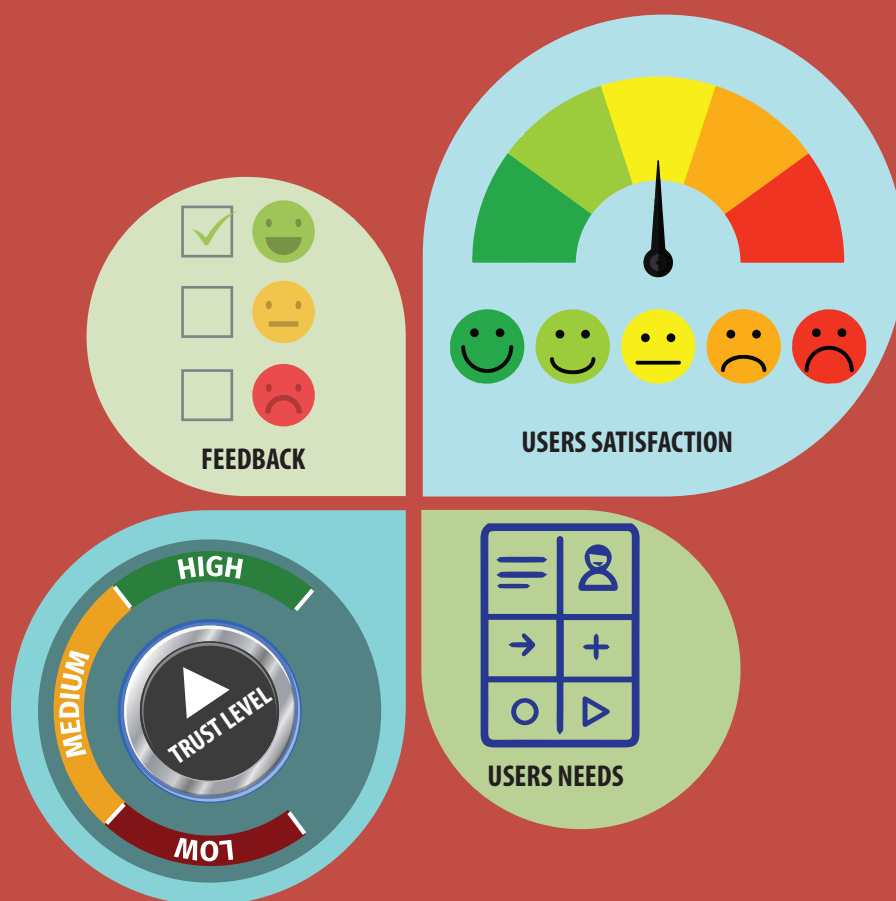 FEEDBACK
USERS SATISFACTION
HIGH
MEDIUM
LOW
TRUST LEVEL
USERS NEEDS